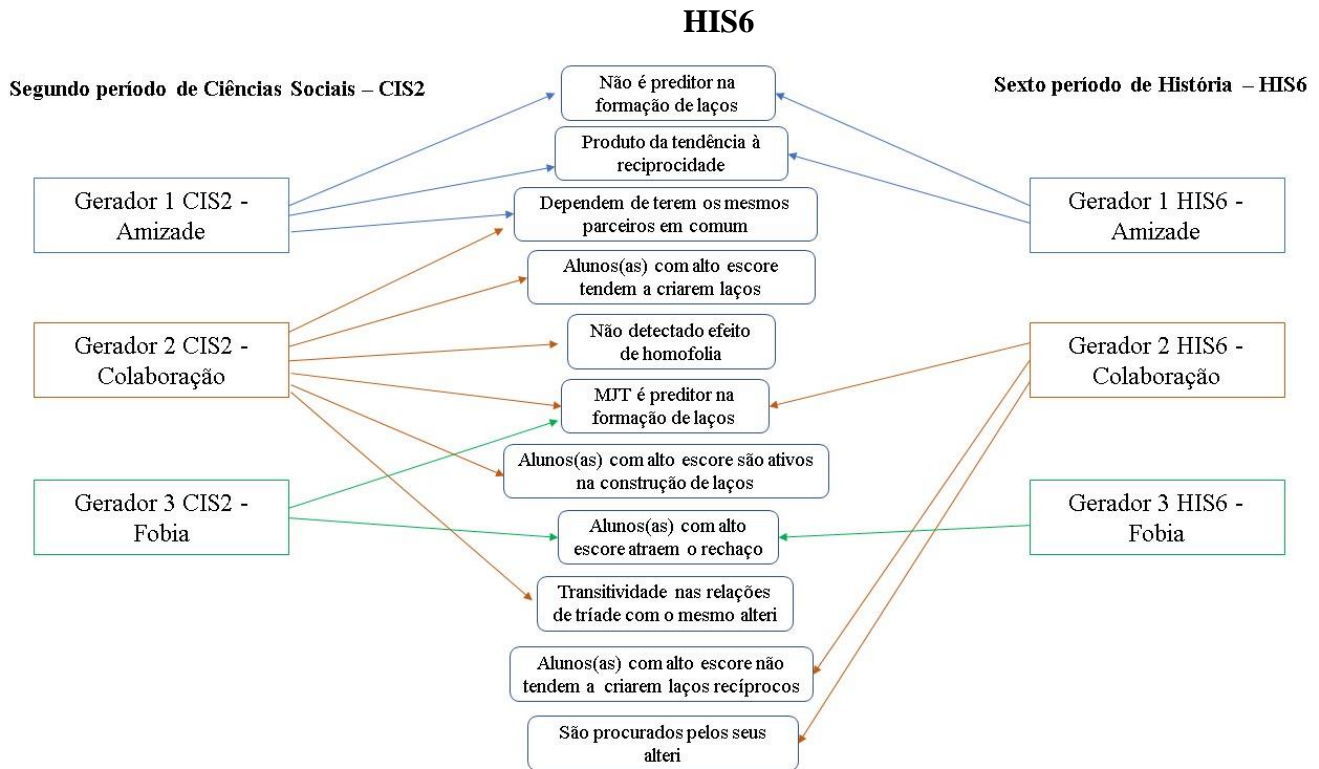 HIS6
Segundo período de Ciências Sociais – CIS2
Sexto período de História – HIS6
Não é preditor na
formação de laços
Produto da tendência à
reciprocidade
Gerador 1 CIS2 -
Amizade
Dependem de terem os mesmos
parceiros em comum
Gerador 1 HIS6 -
Amizade
Alunos(as) com alto escore
tendem a criarem laços
Gerador 2 CIS2 -
Colaboração
Não detectado efeito
de homofolia
Gerador 2 HIS6 -
Colaboração
MJT é preditor na
formação de laços
Alunos(as) com alto escore são ativos
na construção de laços
Gerador 3 CIS2 -
Fobia
Alunos(as) com alto
escore atraem o rechaço
Gerador 3 HIS6 -
Fobia
Transitividade nas relações
de tríade com o mesmo alteri
Alunos(as) com alto escore não
tendem a criarem laços recíprocos
São procurados pelos seus
alteri